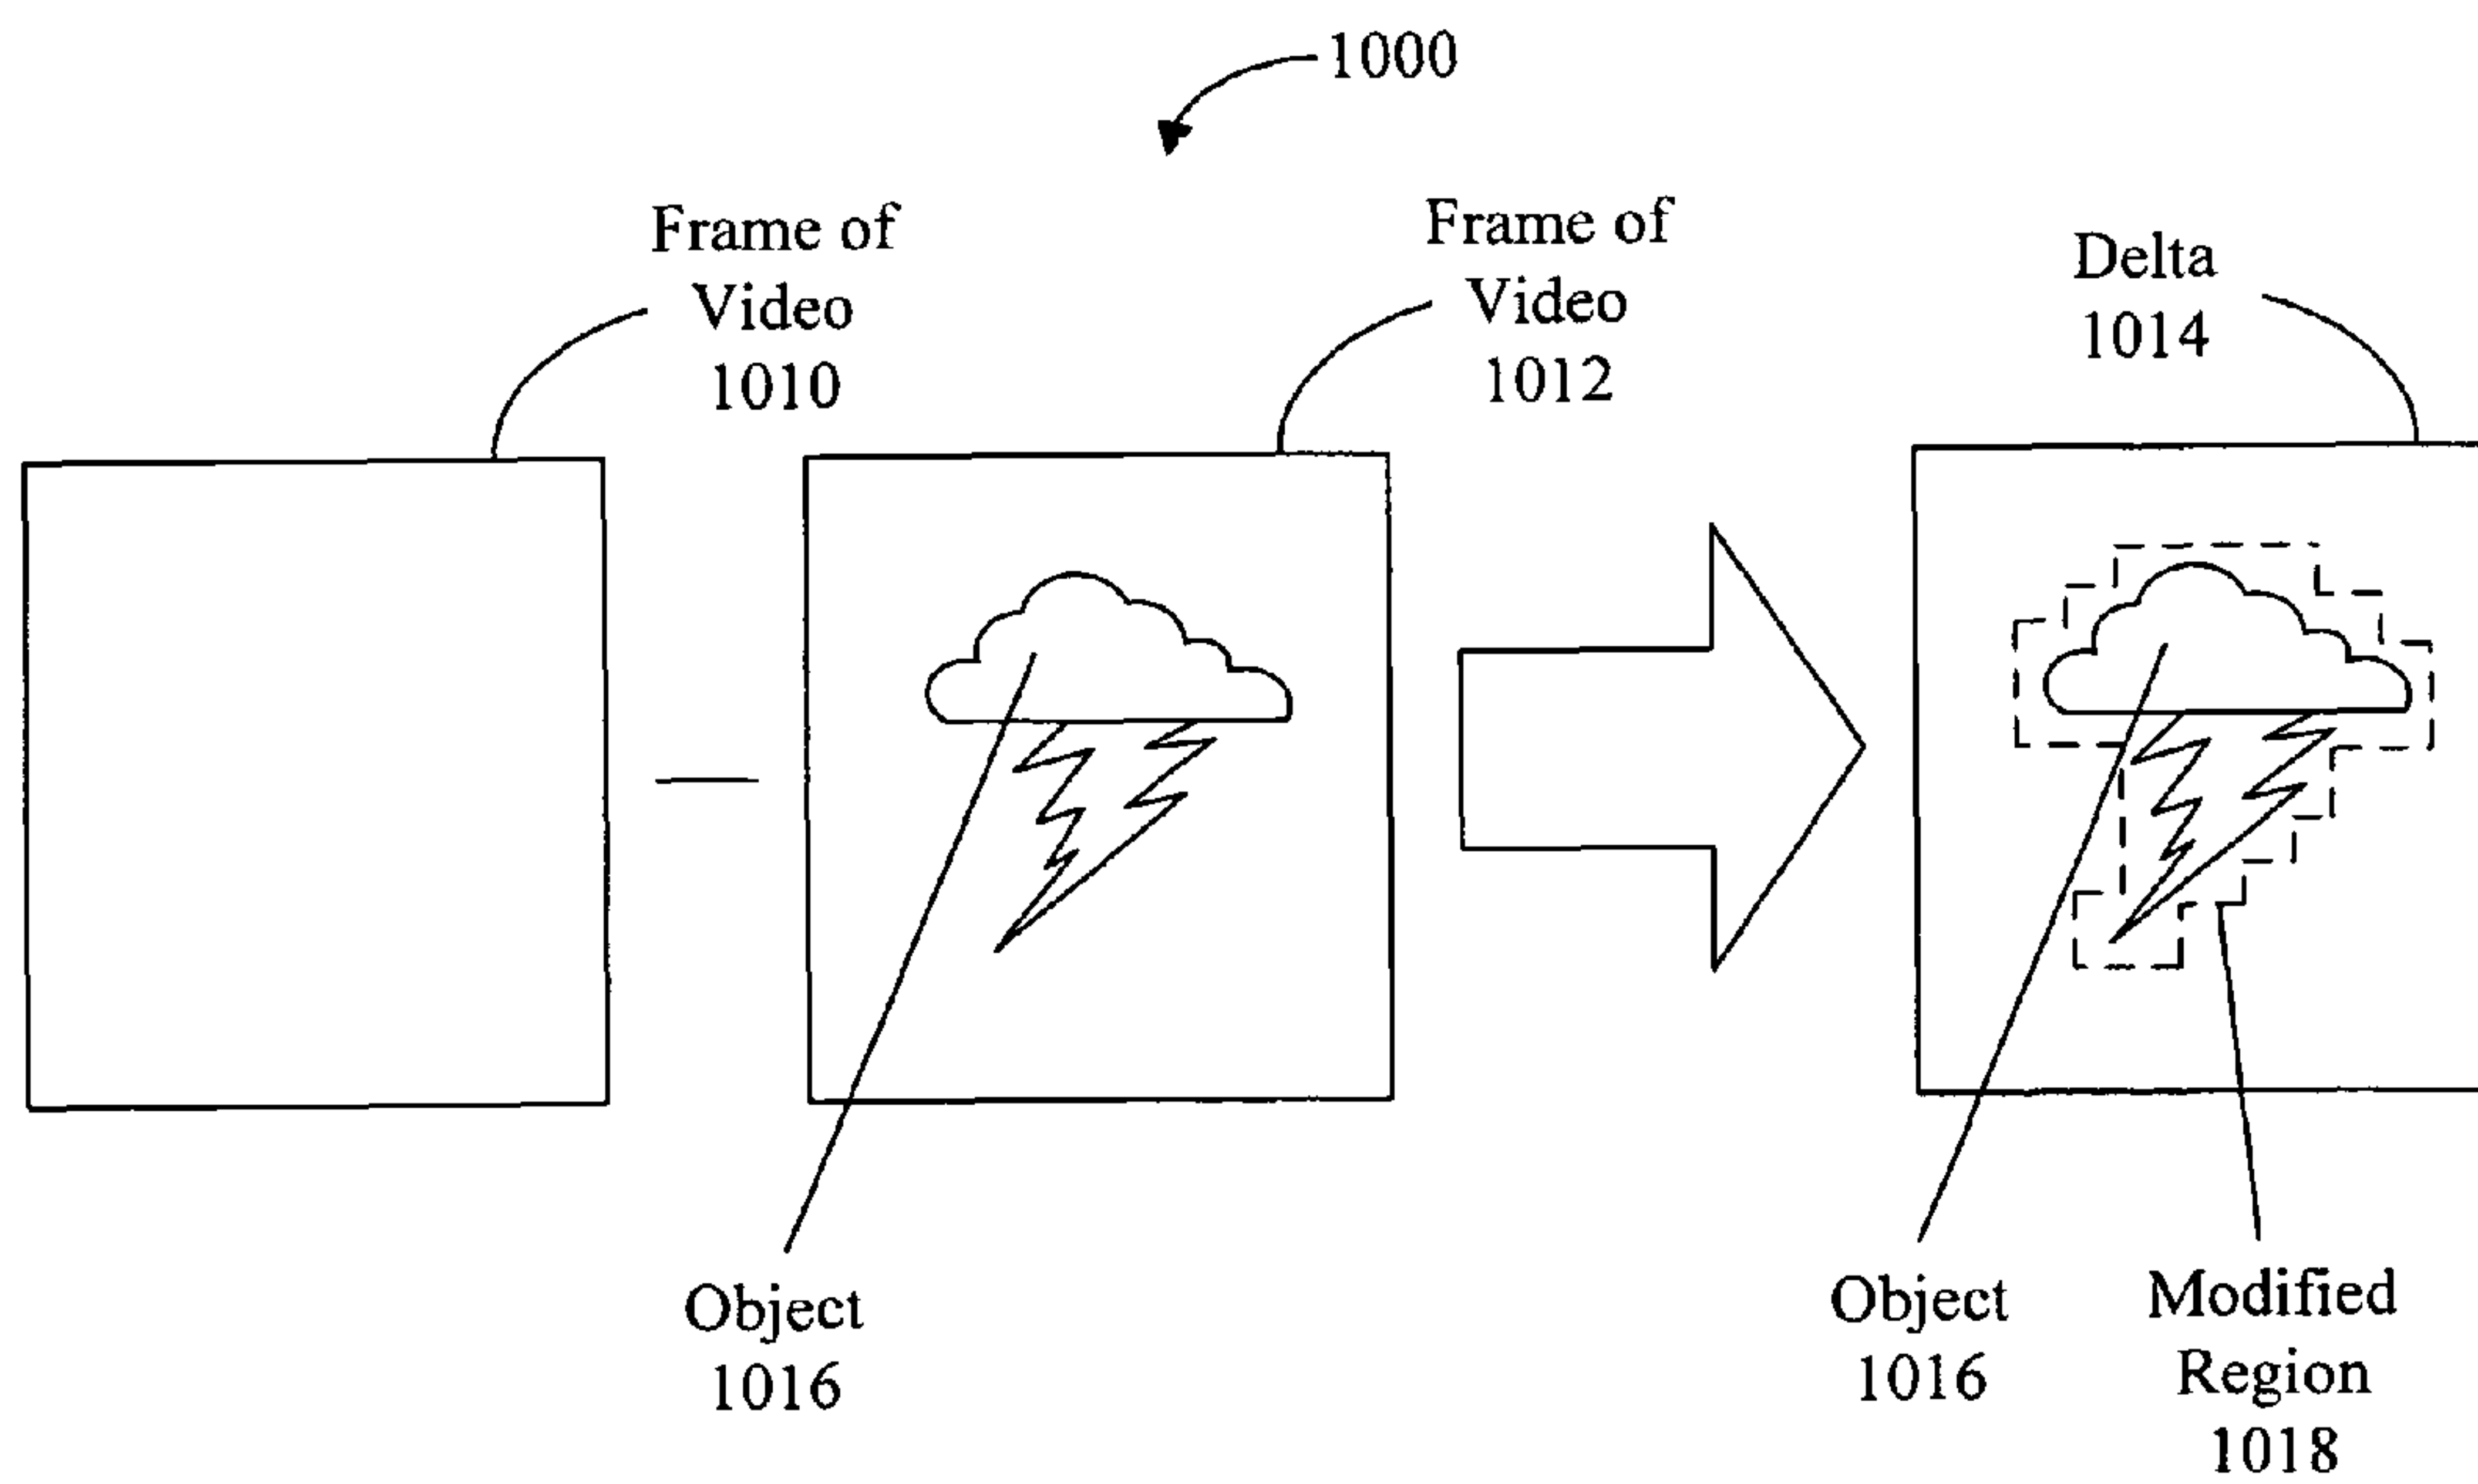 1000
Frame of
Video
1010
Frame of
Video
1012
Delta
1014
Object
1016
Object
1016
Modified
Region
1018